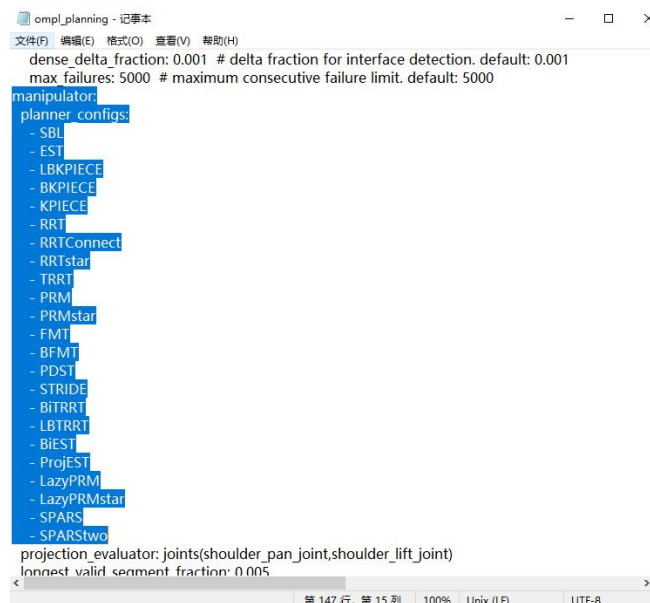 ompl_planning - 记事本
文件(F) 编辑(E) 格式(O) 查看(V) 帮助(H)
dense_delta_fraction: 0.001  # delta fraction for interface detection. default: 0.001
max_failures: 5000  # maximum consecutive failure limit. default: 5000
manipulator:
planner_configs:
- SBL
- EST
- LBKPIECE
- BKPIECE
- KPIECE
- RRT
- RRTConnect
- RRTstar
- TRRT
- PRM
- PRMstar
- FMT
- BFMT
- PDST
- STRIDE
- BiTRRT
- LBTRRT
- BiEST
- ProjEST
- LazyPRM
- LazyPRMstar
- SPARS
- SPARStwo
projection_evaluator: joints(shoulder_pan_joint,shoulder_lift_joint)
longest_valid_segment_fraction: 0.005
第 147 行，第 15 列 100% Unix (LF) UTF-8